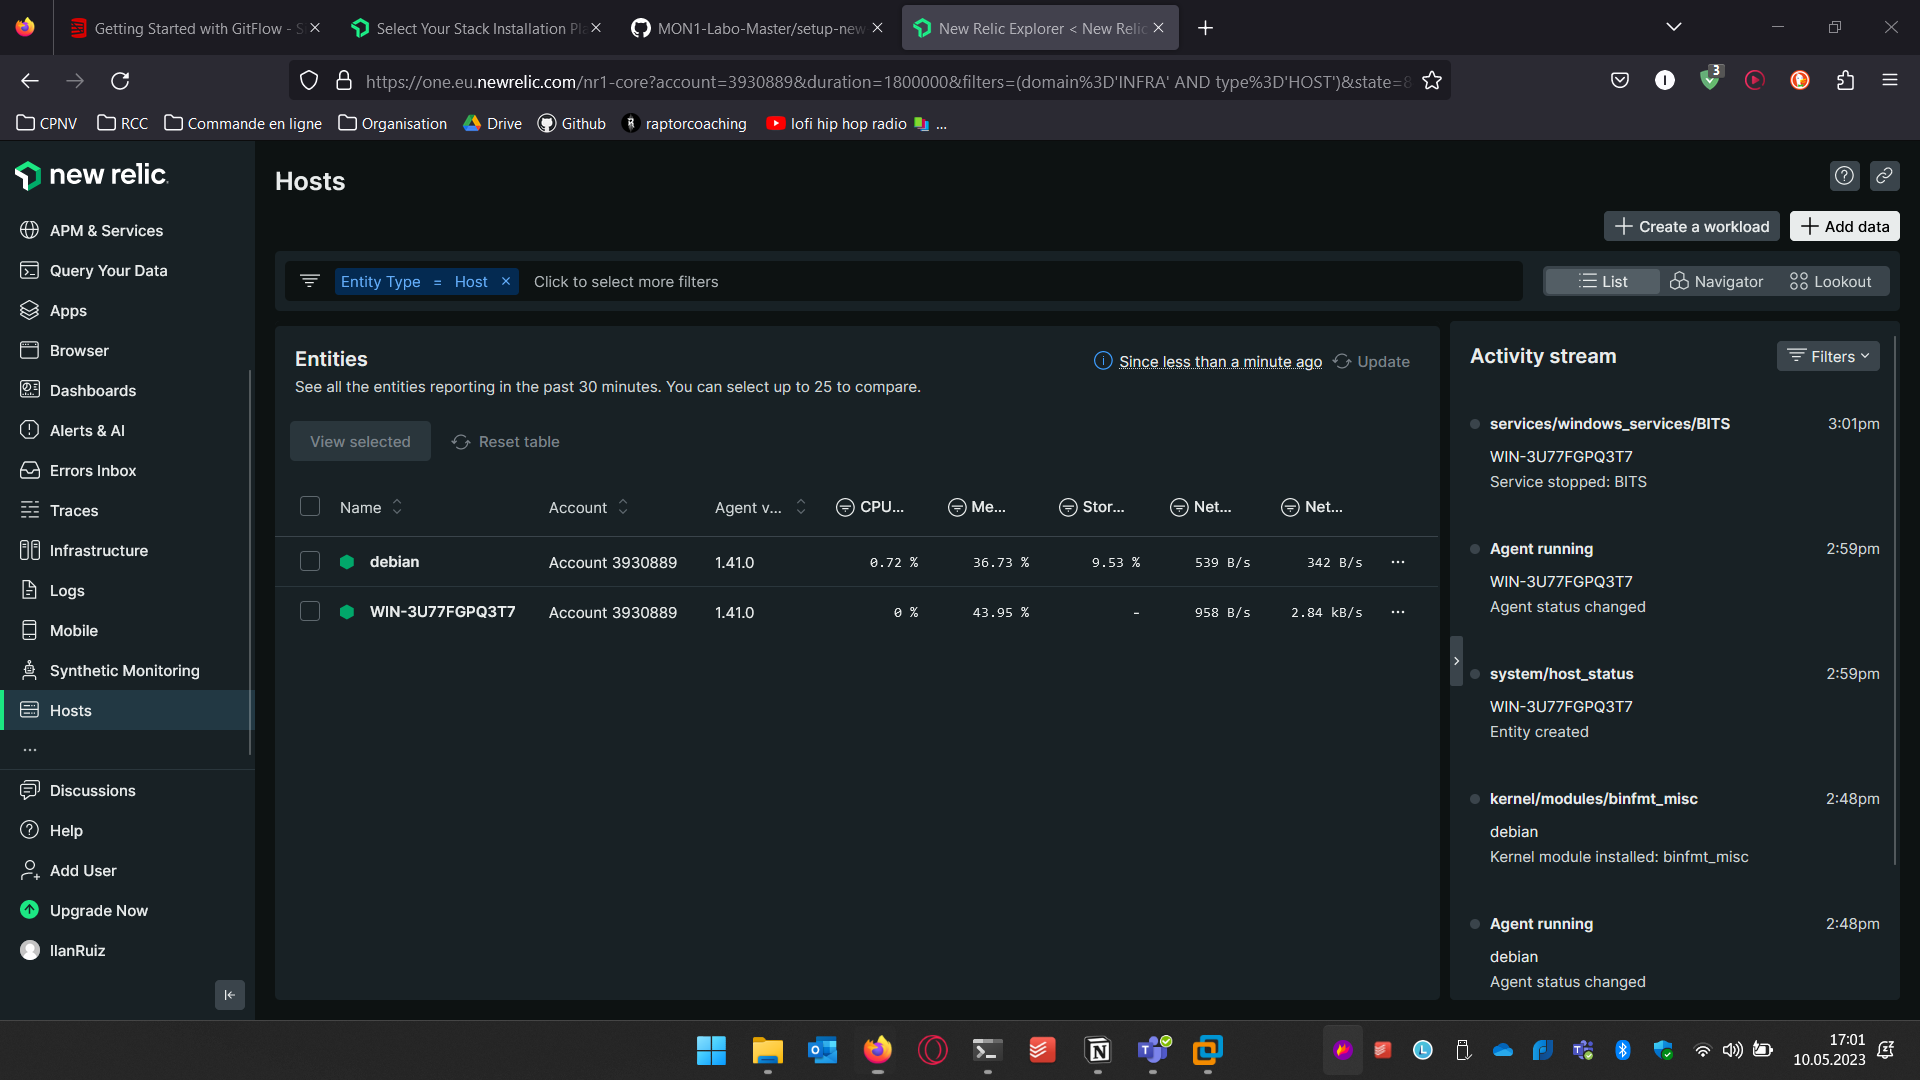 Getting Started with GitFlow - S
Select Your Stack Installation Pla
MON1-Labo-Master/setup-new
New Relic Explorer < New Relic
https://one.eu.newrelic.com/nr1-core?account=3930889&duration=1800000&filters=(domain%3D'INFRA' AND type%3D'HOST')&state=8
3
CPNV
RCC
Commande en ligne
Organisation
Drive
Github
raptorcoaching
lofi hip hop radio 📚 ...
new relic
Hosts
Create a workload
Add data
APM & Services
Query Your Data
Apps
Browser
Dashboards
Alerts & AI
Errors Inbox
Traces
Infrastructure
Logs
Mobile
Synthetic Monitoring
Hosts
...
Discussions
Help
Add User
Upgrade Now
IlanRuiz
Entity Type = Host × Click to select more filters
List
Navigator
Lookout
Entities
Since less than a minute ago
Update
See all the entities reporting in the past 30 minutes. You can select up to 25 to compare.
View selected
Reset table
Name Account Agent v... CPU... Me... Stor... Net... Net...
debian Account 3930889 1.41.0 0.72 % 36.73 % 9.53 % 539 B/s 342 B/s ...
WIN-3U77FGPQ3T7 Account 3930889 1.41.0 0 % 43.95 % - 958 B/s 2.84 kB/s ...
Activity stream
Filters
services/windows_services/BITS 3:01pm
WIN-3U77FGPQ3T7
Service stopped: BITS
Agent running 2:59pm
WIN-3U77FGPQ3T7
Agent status changed
system/host_status 2:59pm
WIN-3U77FGPQ3T7
Entity created
kernel/modules/binfmt_misc 2:48pm
debian
Kernel module installed: binfmt_misc
Agent running 2:48pm
debian
Agent status changed
17:01
10.05.2023